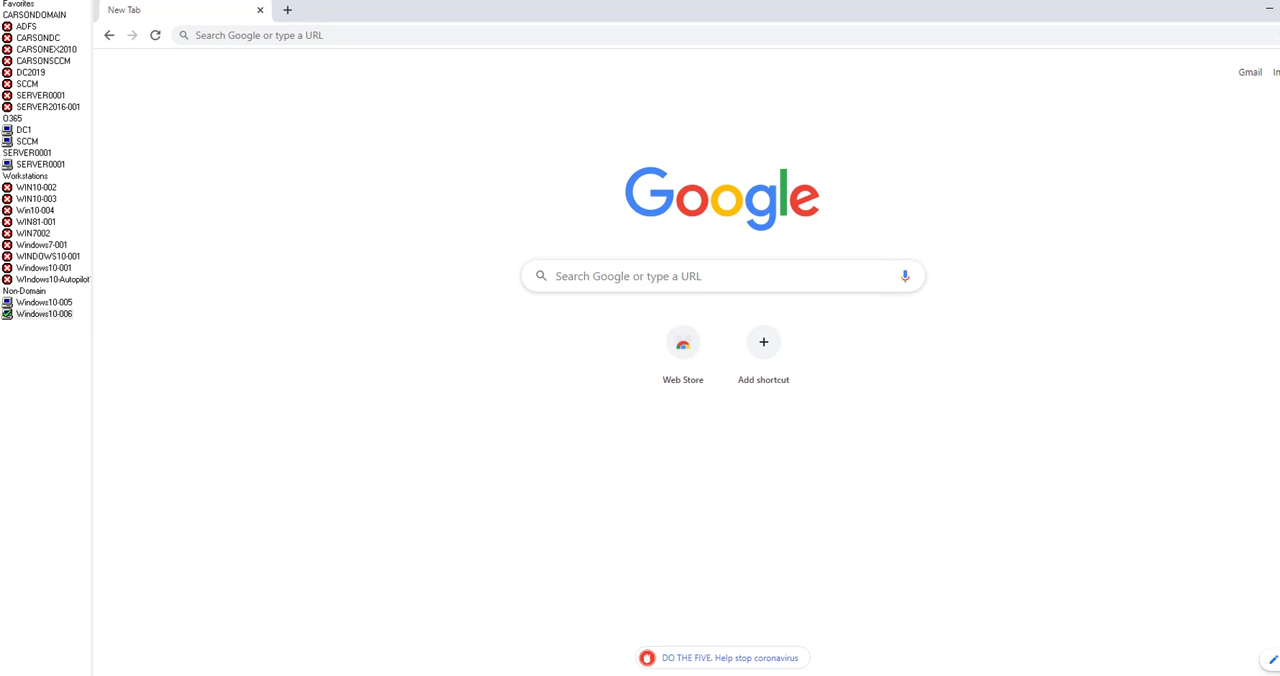 Favorites
CARSONDOMAIN
ADFS
CARSONDC
CARSONEX2010
CARSONSCCM
DC2019
SCCM
SERVER0001
SERVER2016-001
O365
DC1
SCCM
SERVER0001
SERVER0001
Workstations
WIN10-002
WIN10-003
Win10-004
WIN81-001
WIN7002
Windows7-001
WINDOWS10-001
Windows10-001
WIndows10-Autopilot
Non-Domain
Windows10-005
Windows10-006
New Tab
Search Google or type a URL
Gmail
Google
Search Google or type a URL
Web Store
Add shortcut
DO THE FIVE. Help stop coronavirus